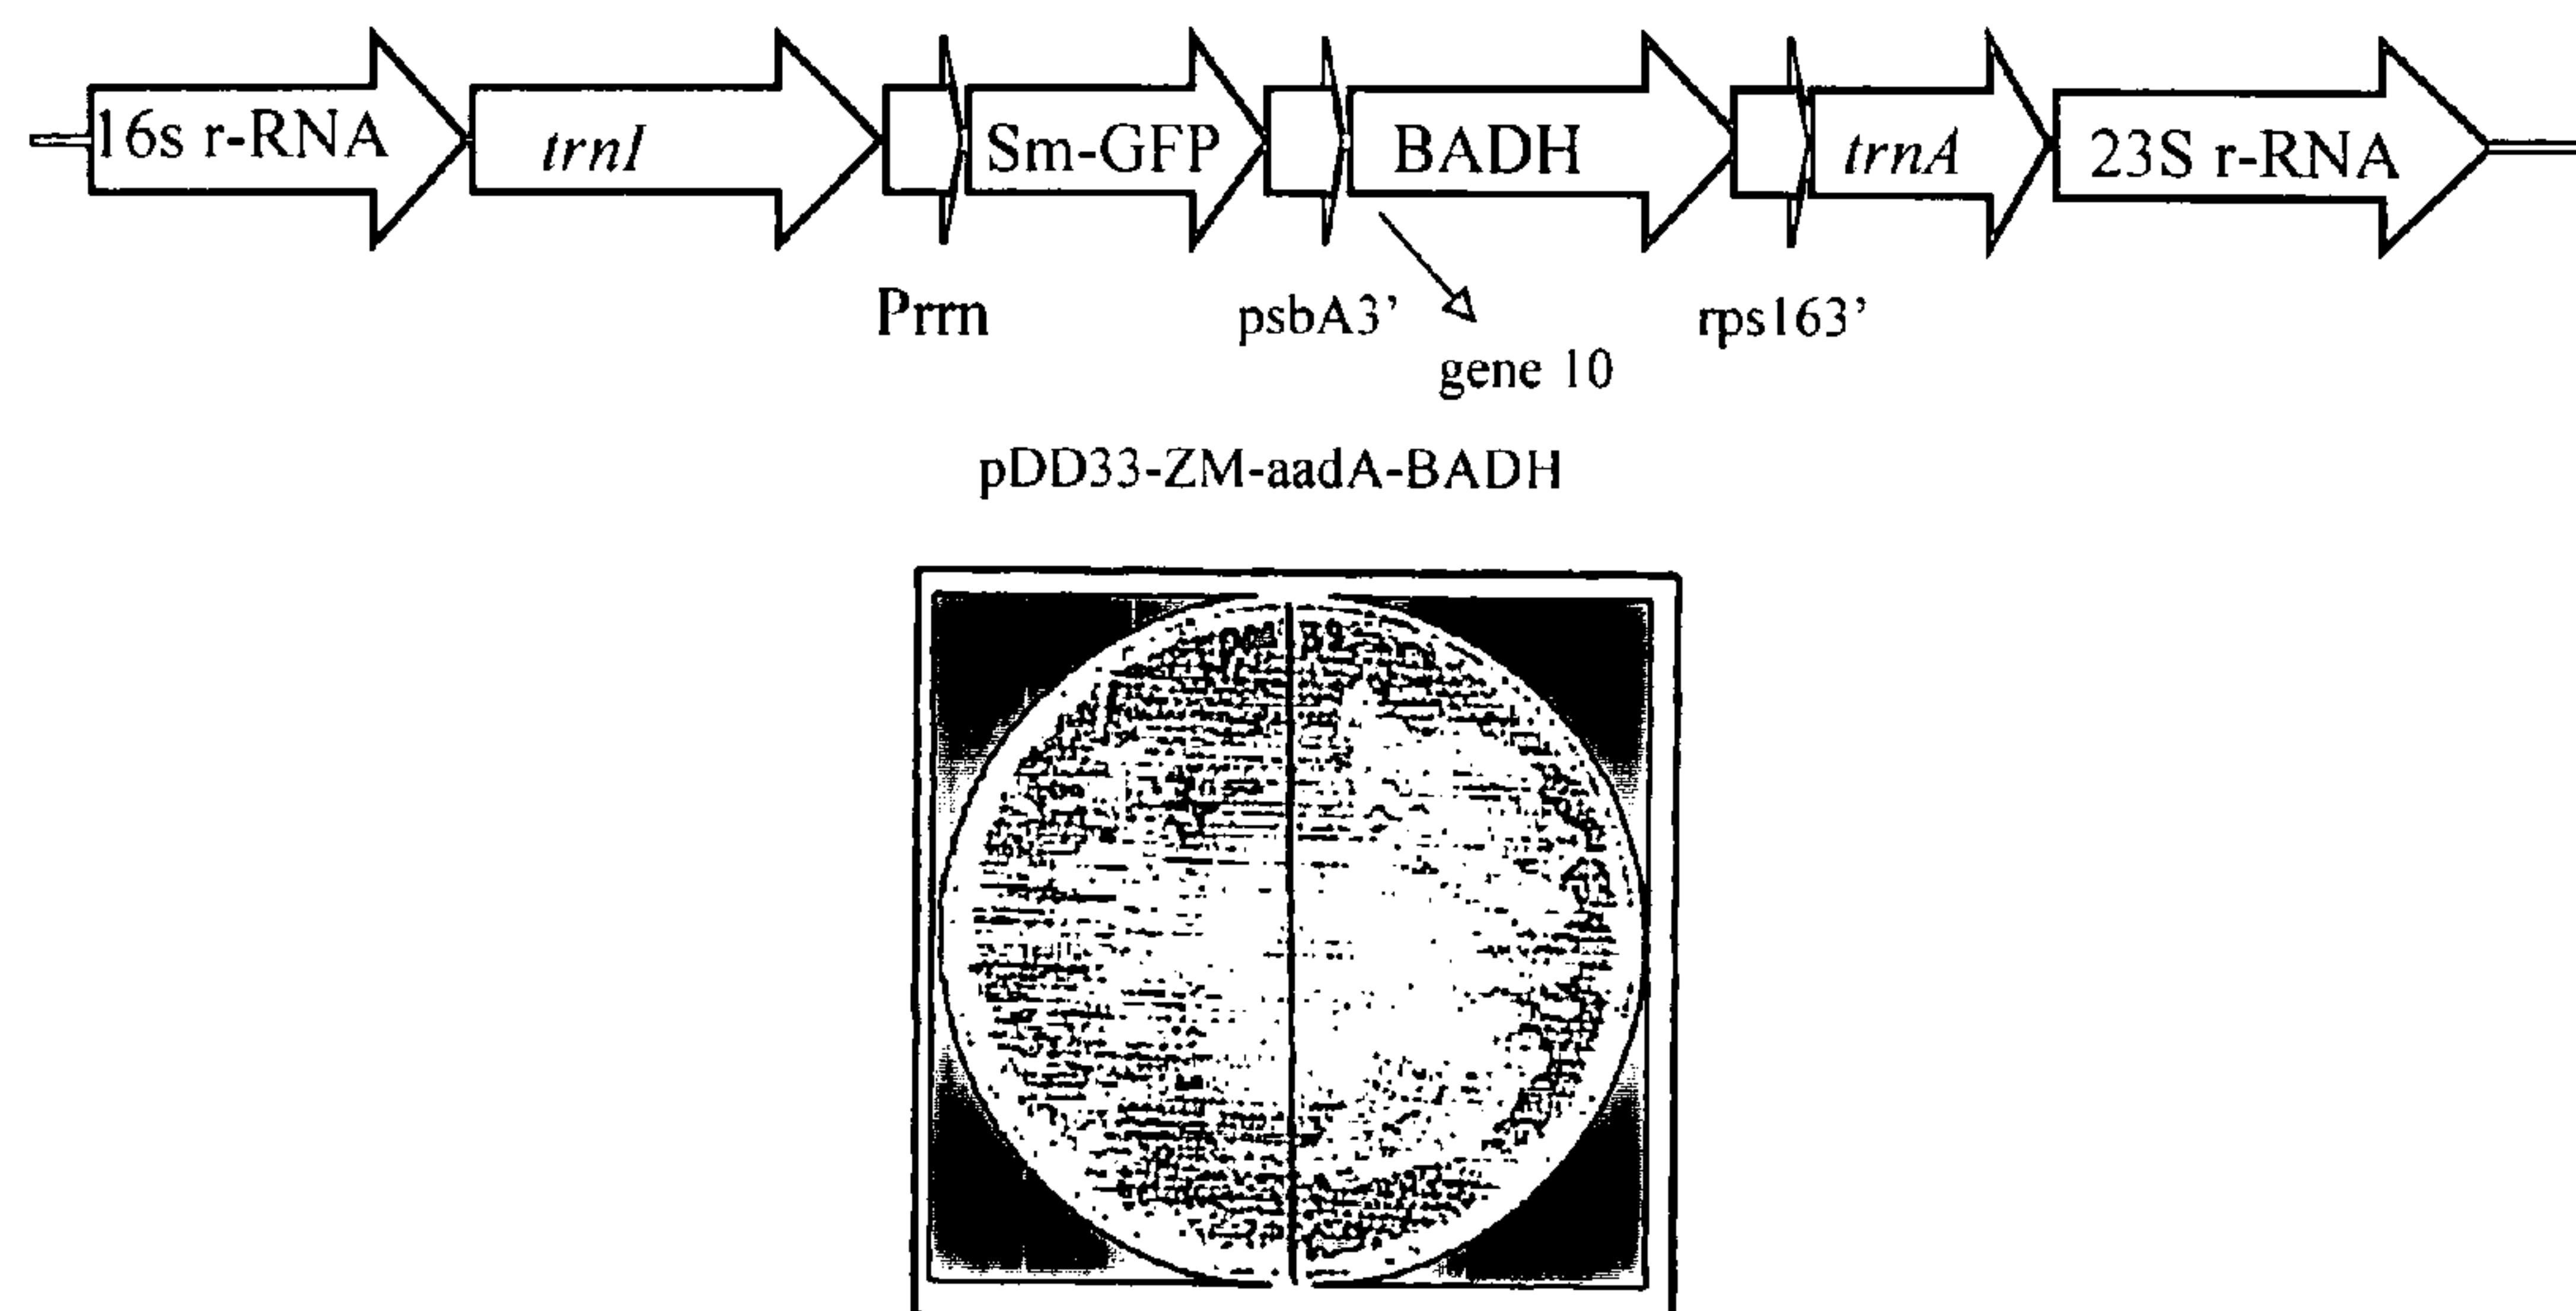 16s r-RNA trnI Sm-GFP BADH trnA 23S r-RNA
Prrn psbA3' rps163'
gene 10
pDD33-ZM-aadA-BADH